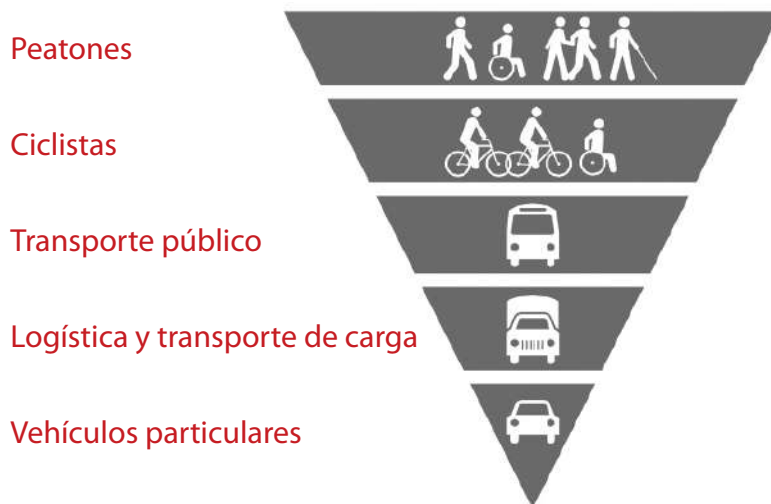 Peatones
Ciclistas
Transporte público
Logística y transporte de carga
Vehículos particulares